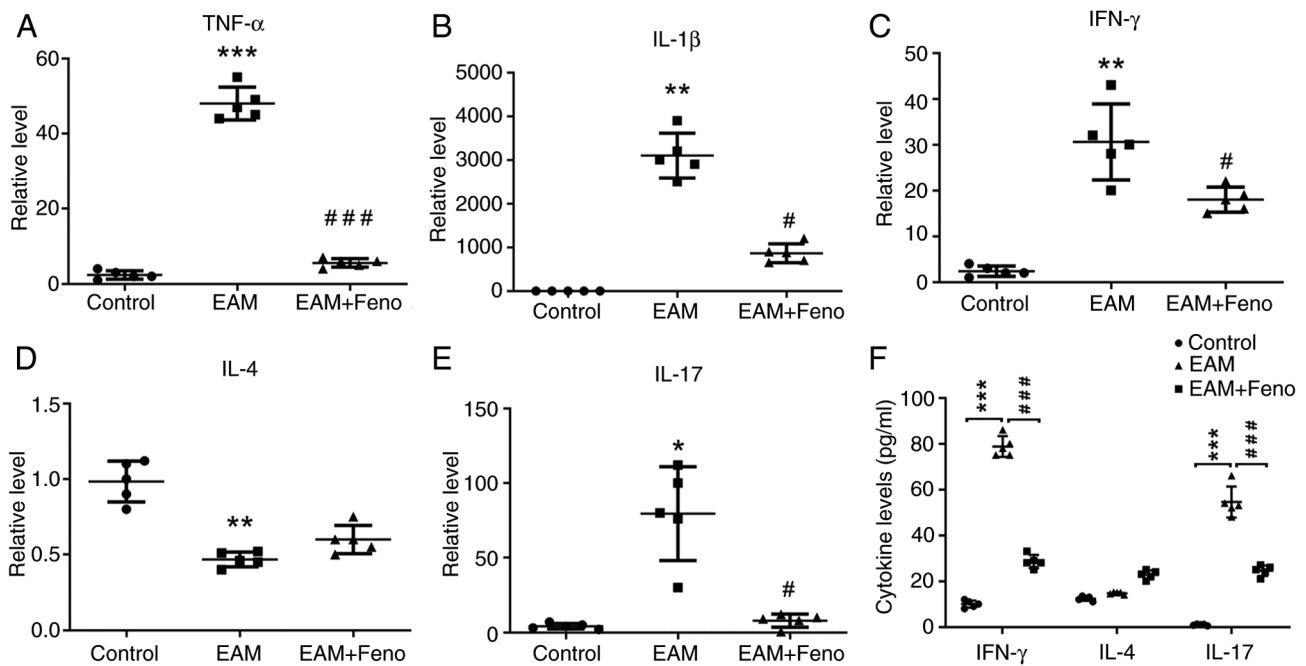 A
TNF-α
***
60
40
20
0
Relative level
###
Control
EAM
EAM+Feno
B
IL-1β
**
5000
4000
3000
2000
1000
0
Relative level
#
Control
EAM
EAM+Feno
C
IFN-γ
**
50
40
30
20
10
0
Relative level
#
Control
EAM
EAM+Feno
D
IL-4
1.5
1.0
0.5
0.0
Relative level
**
Control
EAM
EAM+Feno
E
IL-17
150
100
50
0
Relative level
*
#
Control
EAM
EAM+Feno
F
Control
EAM
EAM+Feno
100
80
60
40
20
0
Cytokine levels (pg/ml)
***
###
***
###
IFN-γ
IL-4
IL-17